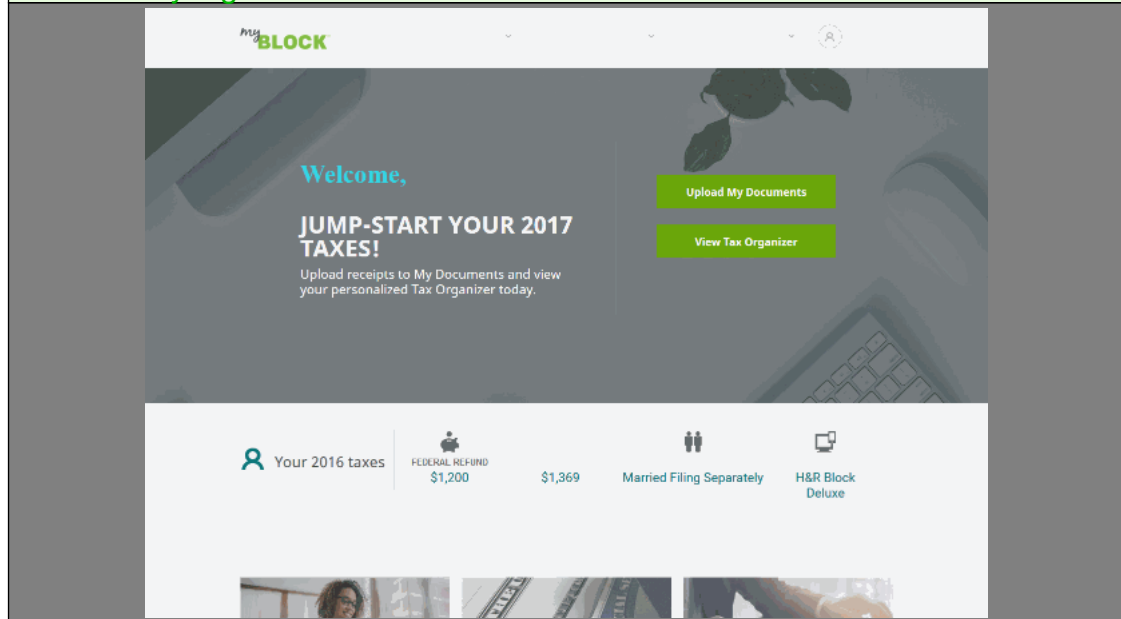 myBLOCK
Welcome,
JUMP-START YOUR 2017
TAXES!
Upload receipts to My Documents and view
your personalized Tax Organizer today.
Upload My Documents
View Tax Organizer
Your 2016 taxes
FEDERAL REFUND
$1,200
$1,369
Married Filing Separately
H&R Block
Deluxe